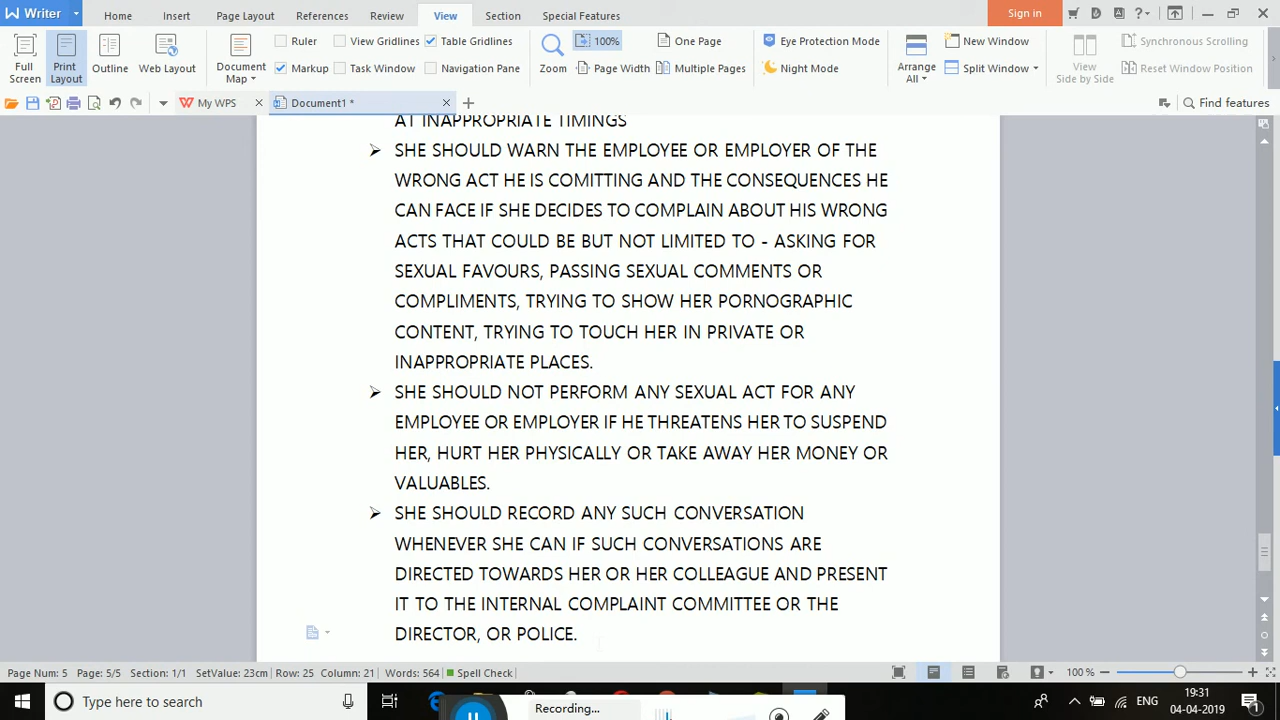 Writer
Home
Insert
Page Layout
References
Review
View
Section
Special Features
Sign in
Full Screen
Print Layout
Outline
Web Layout
Document Map
Ruler
View Gridlines
Table Gridlines
Markup
Task Window
Navigation Pane
Zoom
100%
One Page
Page Width
Multiple Pages
Eye Protection Mode
Night Mode
Arrange All
New Window
Split Window
View Side by Side
Synchronous Scrolling
Reset Window Position
My WPS
Document1 *
Find features
AT INAPPROPRIATE TIMINGS
➢ SHE SHOULD WARN THE EMPLOYEE OR EMPLOYER OF THE
WRONG ACT HE IS COMITTING AND THE CONSEQUENCES HE
CAN FACE IF SHE DECIDES TO COMPLAIN ABOUT HIS WRONG
ACTS THAT COULD BE BUT NOT LIMITED TO - ASKING FOR
SEXUAL FAVOURS, PASSING SEXUAL COMMENTS OR
COMPLIMENTS, TRYING TO SHOW HER PORNOGRAPHIC
CONTENT, TRYING TO TOUCH HER IN PRIVATE OR
INAPPROPRIATE PLACES.
➢ SHE SHOULD NOT PERFORM ANY SEXUAL ACT FOR ANY
EMPLOYEE OR EMPLOYER IF HE THREATENS HER TO SUSPEND
HER, HURT HER PHYSICALLY OR TAKE AWAY HER MONEY OR
VALUABLES.
➢ SHE SHOULD RECORD ANY SUCH CONVERSATION
WHENEVER SHE CAN IF SUCH CONVERSATIONS ARE
DIRECTED TOWARDS HER OR HER COLLEAGUE AND PRESENT
IT TO THE INTERNAL COMPLAINT COMMITTEE OR THE
DIRECTOR, OR POLICE.
Page Num: 5 Page: 5/5 Section: 1/1 SetValue: 23cm Row: 25 Column: 21 Words: 564 Spell Check
100 %
Type here to search
Recording...
ENG
19:31
04-04-2019
1